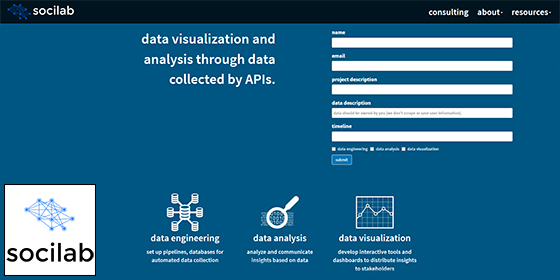 socilab
consulting about resources
data visualization and
analysis through data
collected by APIs.
name
email
project description
data description
data should be owned by you (we don't scrape or save user information)
timeline
data engineering data analysis data visualization
submit
data engineering
set up pipelines, databases for
automated data collection
data analysis
analyze and communicate
insights based on data
data visualization
develop interactive tools and
dashboards to distribute insights
to stakeholders
socilab